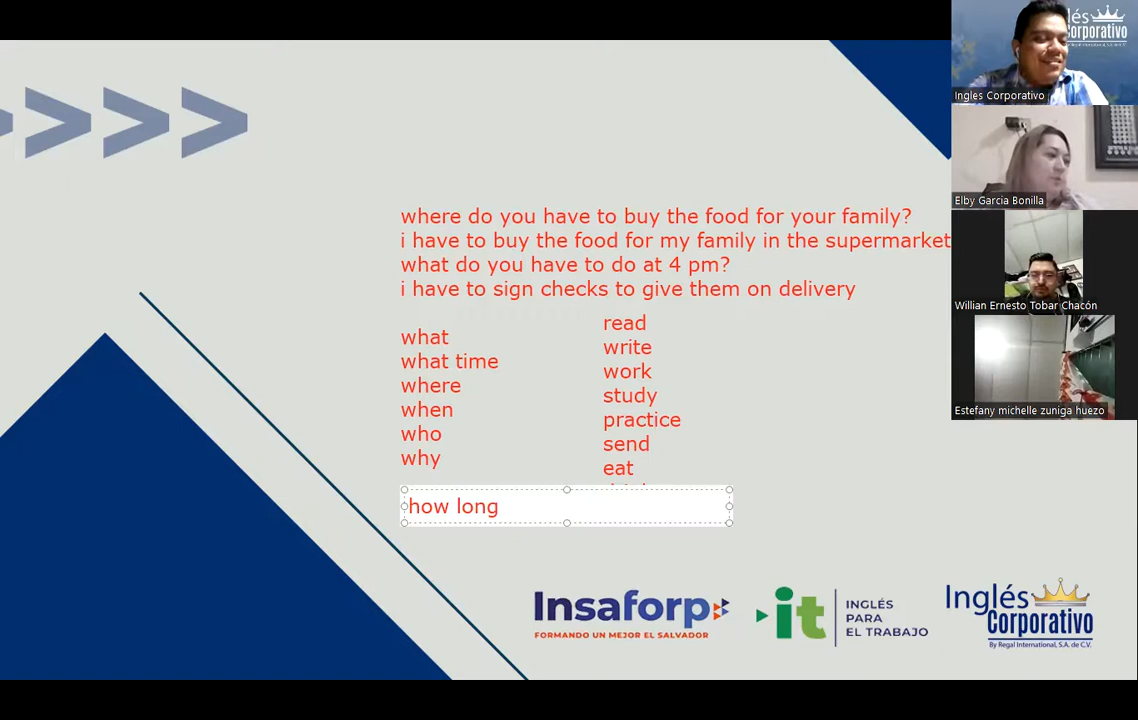 where do you have to buy the food for your family?
i have to buy the food for my family in the supermarket
what do you have to do at 4 pm?
i have to sign checks to give them on delivery
what
what time
where
when
who
why
how long
read
write
work
study
practice
send
eat
Insaforp
FORMANDO UN MEJOR EL SALVADOR
it
INGLÉS
PARA
EL TRABAJO
Inglés
Corporativo
By Regal International, S.A. de C.V.
lés
orporativo
Ingles Corporativo
Elby Garcia Bonilla
Willian Ernesto Tobar Chacón
Estefany michelle zuniga huezo